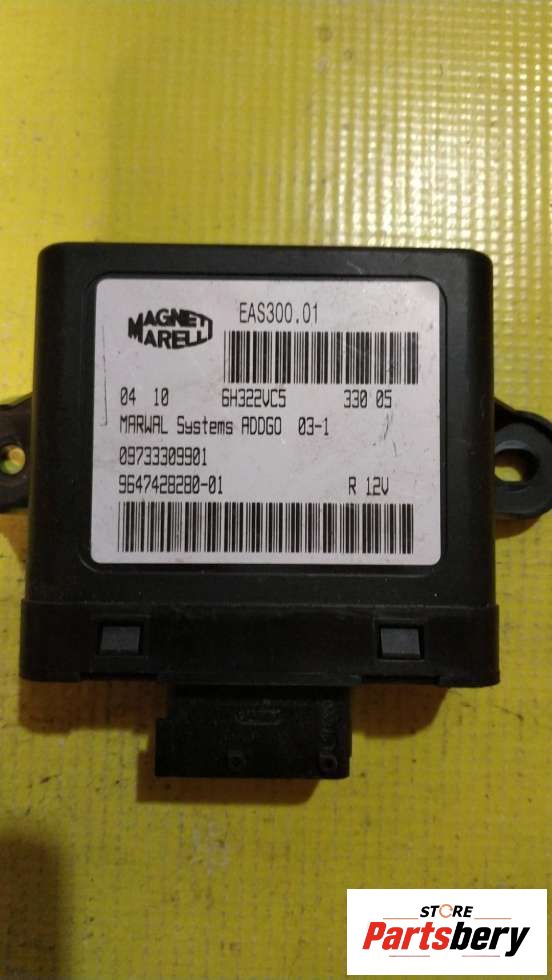 MAGNETI
MARELLI
EAS300.01
04 10 6H322VC5 330 05
MARWAL Systems ADDGO 03-1
09733309901
9647428280-01 R 12V
STORE
Partsbery